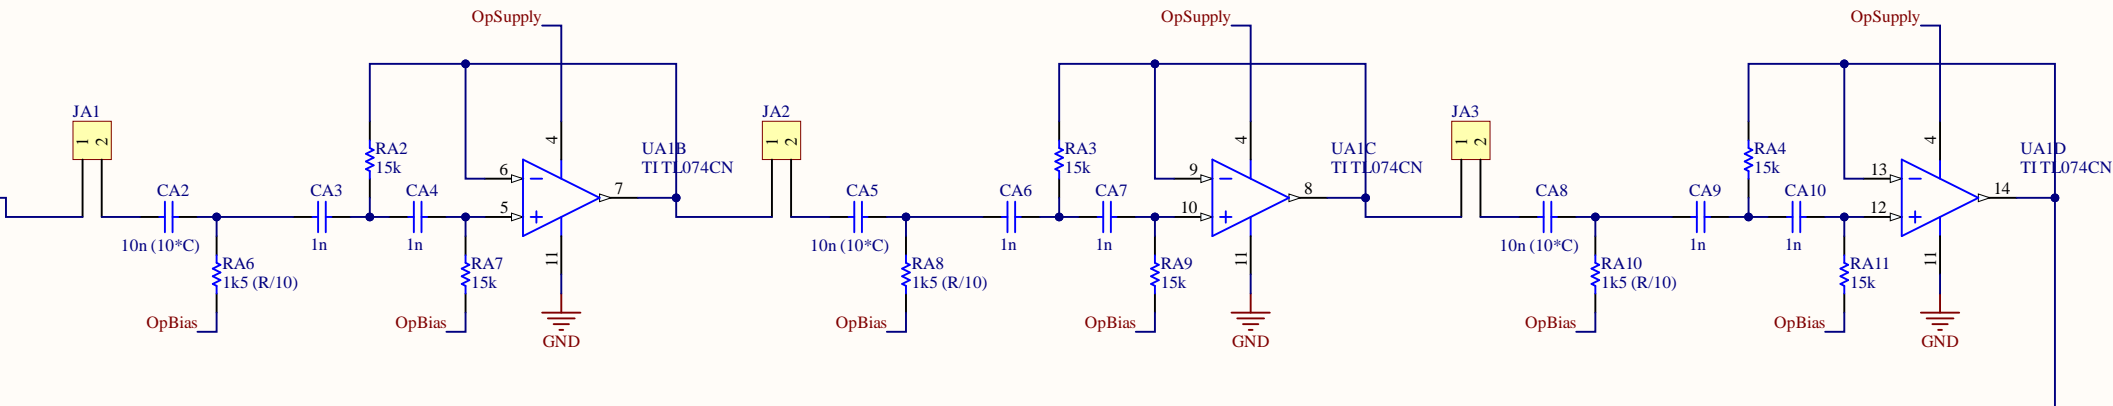 OpSupply
OpSupply
OpSupply
JA1
1
2
JA2
1
2
JA3
1
2
4
4
4
RA2
15k
UA1B
TI TL074CN
RA3
15k
UA1C
TI TL074CN
RA4
15k
UA1D
TI TL074CN
6
9
13
CA2
CA3
CA4
7
CA5
CA6
CA7
8
CA8
CA9
CA10
14
5
10
12
10n (10*C)
1n
1n
10n (10*C)
1n
1n
10n (10*C)
1n
1n
11
11
11
RA6
1k5 (R/10)
RA7
15k
RA8
1k5 (R/10)
RA9
15k
RA10
1k5 (R/10)
RA11
15k
OpBias
OpBias
OpBias
OpBias
OpBias
OpBias
GND
GND
GND